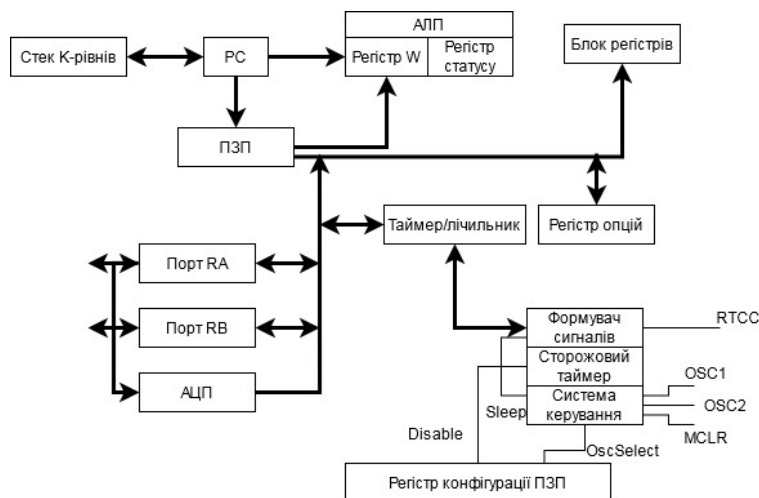 АЛП
Стек К-рівнів
PC
Регістр W
Регістр
статусу
Блок регістрів
ПЗП
Таймер/лічильник
Регістр опцій
Порт RA
Порт RB
АЦП
Формувач
сигналів
RTCC
Сторожовий
таймер
Система
керування
OSC1
OSC2
MCLR
Sleep
Disable
OscSelect
Регістр конфігурації ПЗП